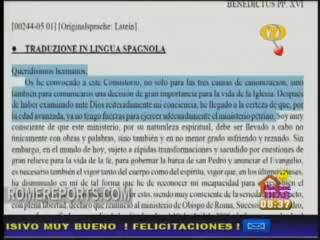 BENEDICTUS PP. XVI
[00244-05.01] [Originalsprache: Latein]
● TRADUZIONE IN LINGUA SPAGNOLA
Queridísimos hermanos,
Os he convocado a este Consistorio, no sólo para las tres causas de canonización, sino
también para comunicaros una decisión de gran importancia para la vida de la Iglesia. Después
de haber examinado ante Dios reiteradamente mi conciencia, he llegado a la certeza de que,
por la edad avanzada, ya no tengo fuerzas para ejercer adecuadamente el ministerio petrino. Soy
muy consciente de que este ministerio, por su naturaleza espiritual, debe ser llevado a cabo no
únicamente con obras y palabras, sino también y en no menor grado sufriendo y rezando. Sin
embargo, en el mundo de hoy, sujeto a rápidas transformaciones y sacudido por cuestiones de
gran relieve para la vida de la fe, para gobernar la barca de san Pedro y anunciar el Evangelio,
es necesario también el vigor tanto del cuerpo como del espíritu, vigor que, en los últimos meses,
ha disminuido en mí de tal forma que he de reconocer mi incapacidad para
ROMEREPORTS.COM
08:37
ISIVO MUY BUENO ! FELICITACIONES !